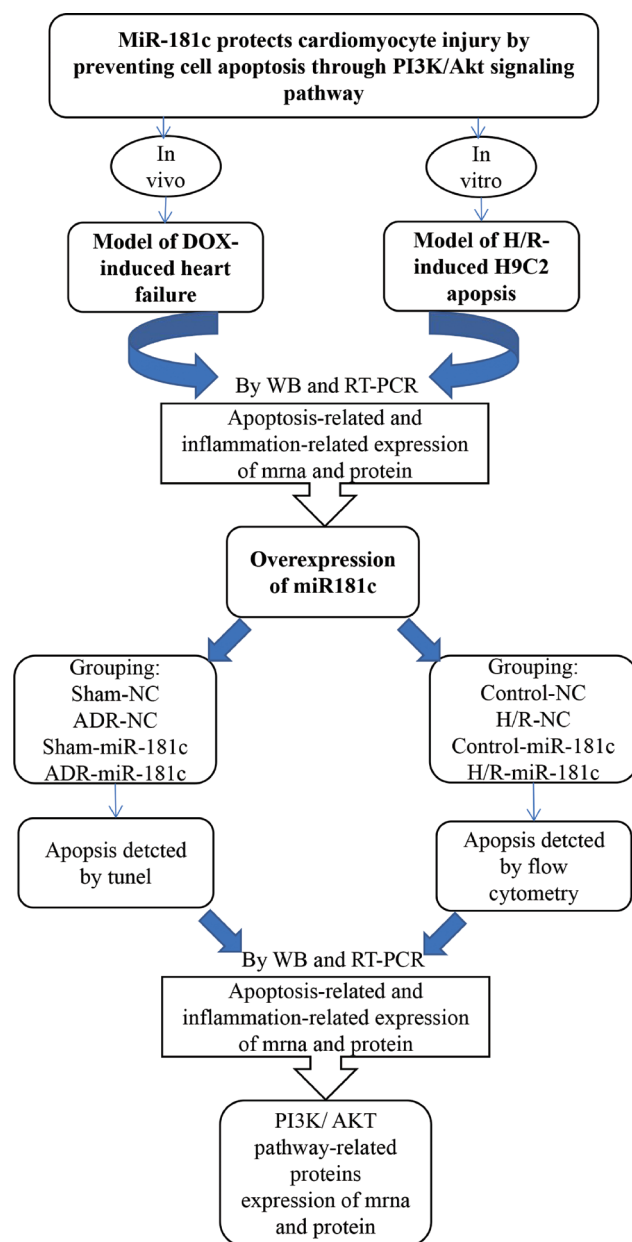 MiR-181c protects cardiomyocyte injury by
preventing cell apoptosis through PI3K/Akt signaling
pathway
In
vivo
In
vitro
Model of DOX-
induced heart
failure
Model of H/R-
induced H9C2
apopsis
By WB and RT-PCR
Apoptosis-related and
inflammation-related expression
of mrna and protein
Overexpression
of miR181c
Grouping:
Sham-NC
ADR-NC
Sham-miR-181c
ADR-miR-181c
Grouping:
Control-NC
H/R-NC
Control-miR-181c
H/R-miR-181c
Apopsis detcted
by tunel
Apopsis detcted
by flow
cytometry
By WB and RT-PCR
Apoptosis-related and
inflammation-related expression
of mrna and protein
PI3K/ AKT
pathway-related
proteins
expression of mrna
and protein